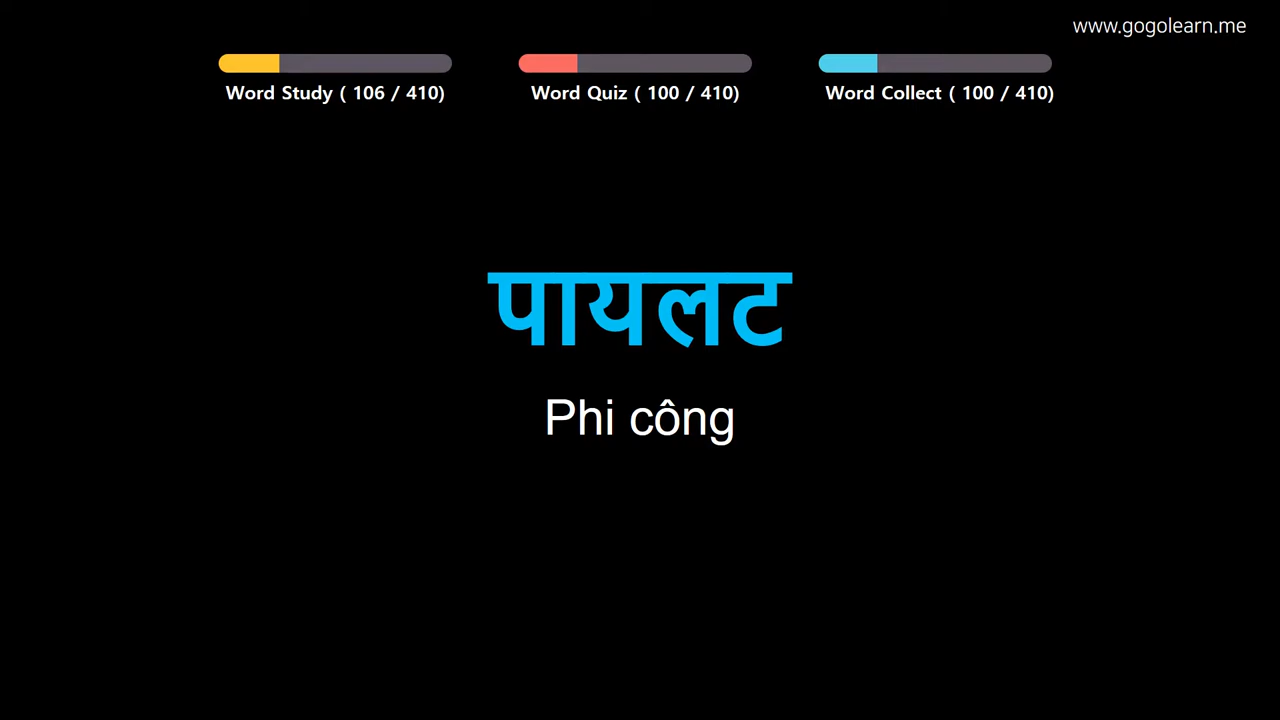 www.gogolearn.me
Word Study ( 106 / 410)
Word Quiz ( 100 / 410)
Word Collect ( 100 / 410)
पायलट
Phi công